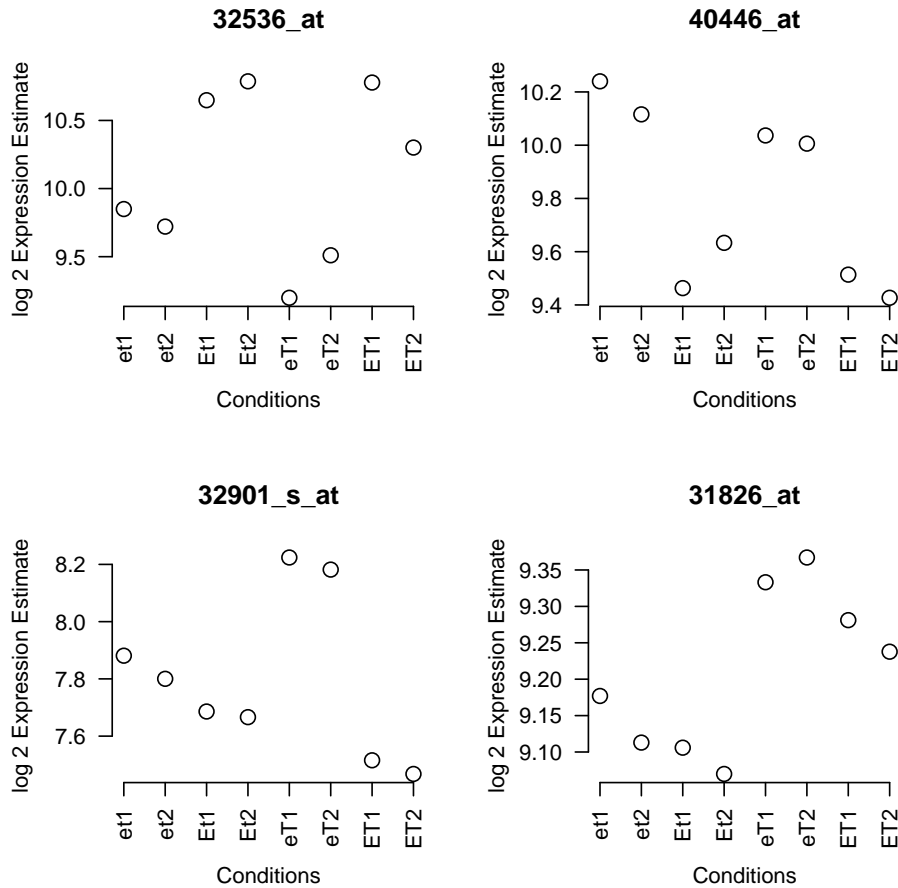 32536_at
log 2 Expression Estimate
10.5
10.0
9.5
et1 et2 Et1 Et2 eT1 eT2 ET1 ET2
Conditions
40446_at
log 2 Expression Estimate
10.2
10.0
9.8
9.6
9.4
et1 et2 Et1 Et2 eT1 eT2 ET1 ET2
Conditions
32901_s_at
log 2 Expression Estimate
8.2
8.0
7.8
7.6
et1 et2 Et1 Et2 eT1 eT2 ET1 ET2
Conditions
31826_at
log 2 Expression Estimate
9.35
9.30
9.25
9.20
9.15
9.10
et1 et2 Et1 Et2 eT1 eT2 ET1 ET2
Conditions